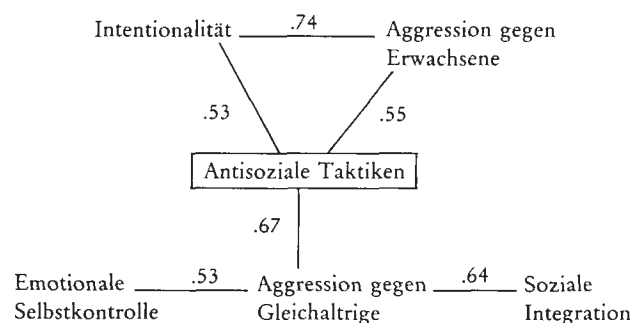 Intentionalität .74 Aggression gegen
Erwachsene
.53 .55
Antisoziale Taktiken
.67
Emotionale .53 Aggression gegen .64 Soziale
Selbstkontrolle Gleichaltrige Integration